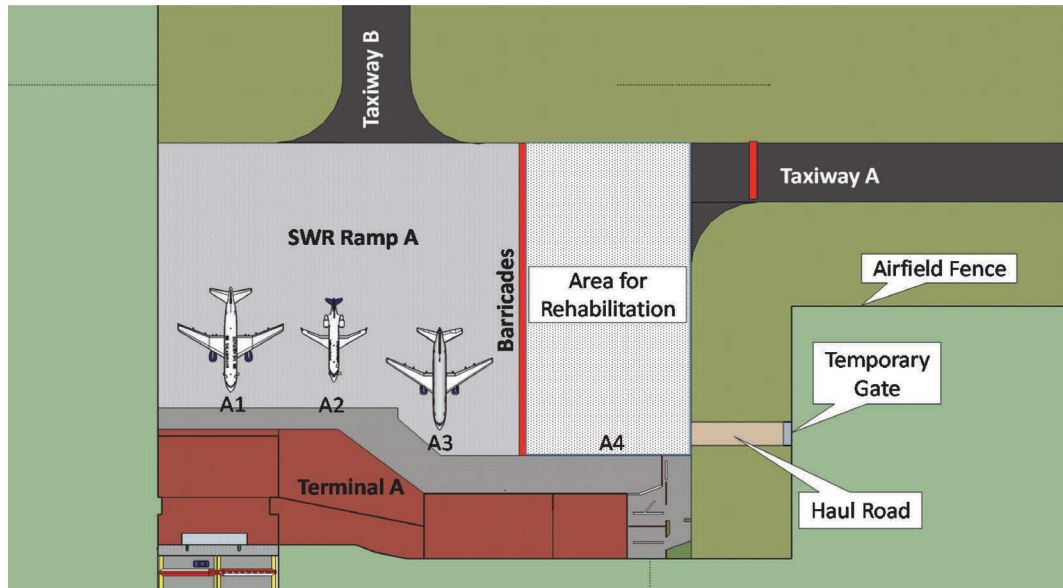 Taxiway B
Taxiway A
SWR Ramp A
Barricades
Area for
Rehabilitation
Airfield Fence
Temporary
Gate
A1
A2
A3
A4
Terminal A
Haul Road